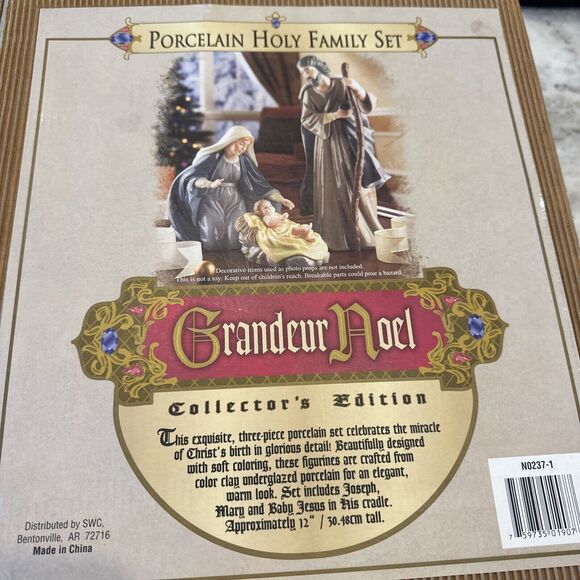 PORCELAIN HOLY FAMILY SET
Decorative items used as photo props are not included.
This is not a toy. Keep out of children's reach. Breakable parts could pose a hazard.
Grandeur Noel
Collector's Edition
This exquisite, three-piece porcelain set celebrates the miracle
of Christ's birth in glorious detail! Beautifully designed
with soft coloring, these figurines are crafted from
color clay underglazed porcelain for an elegant,
warm look. Set includes Joseph,
Mary and Baby Jesus in His cradle.
Approximately 12" / 30.48cm tall.
Distributed by SWC,
Bentonville, AR 72716
Made in China
N0237-1
7 59735 01907